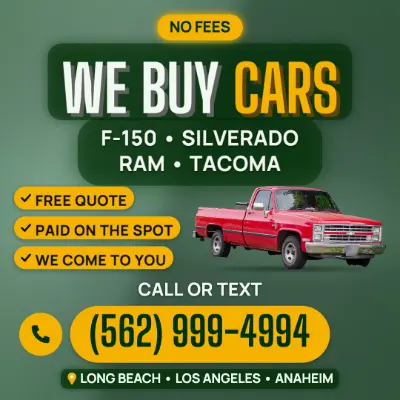 NO FEES
WE BUY CARS
F-150 • SILVERADO
RAM • TACOMA
FREE QUOTE
PAID ON THE SPOT
WE COME TO YOU
CALL OR TEXT
(562) 999-4994
LONG BEACH • LOS ANGELES • ANAHEIM